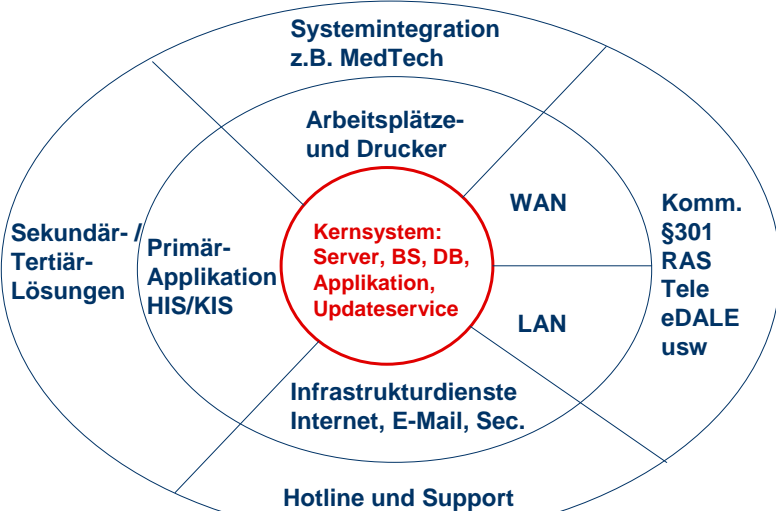 Systemintegration
z.B. MedTech
Arbeitsplätze-
und Drucker
WAN
Komm.
§301
RAS
Tele
eDALE
usw
Sekundär- /
Tertiär-
Lösungen
Primär-
Applikation
HIS/KIS
Kernsystem:
Server, BS, DB,
Applikation,
Updateservice
LAN
Infrastrukturdienste
Internet, E-Mail, Sec.
Hotline und Support